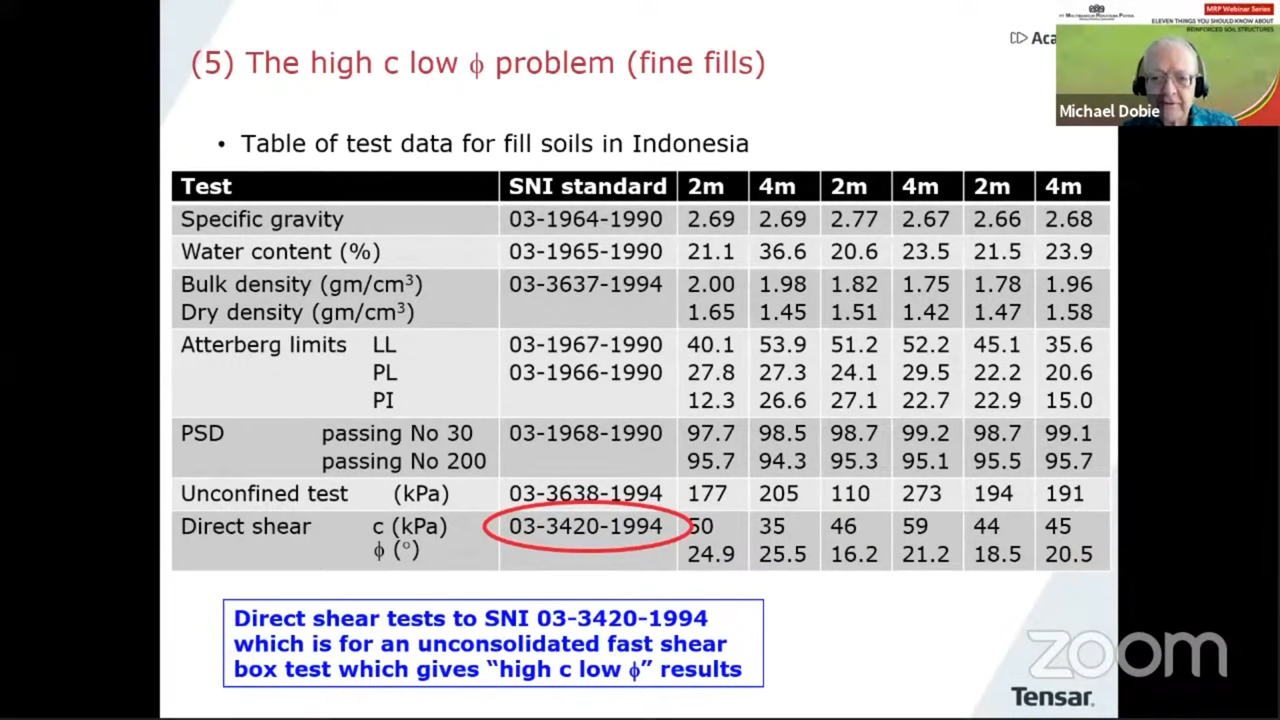 (5) The high c low ϕ problem (fine fills)
MRP Webinar Series
ELEVEN THINGS YOU SHOULD KNOW ABOUT
REINFORCED SOIL STRUCTURES
Michael Dobie
• Table of test data for fill soils in Indonesia
Test SNI standard 2m 4m 2m 4m 2m 4m
Specific gravity 03-1964-1990 2.69 2.69 2.77 2.67 2.66 2.68
Water content (%) 03-1965-1990 21.1 36.6 20.6 23.5 21.5 23.9
Bulk density (gm/cm³) 03-3637-1994 2.00 1.98 1.82 1.75 1.78 1.96
Dry density (gm/cm³) 1.65 1.45 1.51 1.42 1.47 1.58
Atterberg limits LL 03-1967-1990 40.1 53.9 51.2 52.2 45.1 35.6
PL 03-1966-1990 27.8 27.3 24.1 29.5 22.2 20.6
PI 12.3 26.6 27.1 22.7 22.9 15.0
PSD passing No 30 03-1968-1990 97.7 98.5 98.7 99.2 98.7 99.1
passing No 200 95.7 94.3 95.3 95.1 95.5 95.7
Unconfined test (kPa) 03-3638-1994 177 205 110 273 194 191
Direct shear c (kPa) 03-3420-1994 50 35 46 59 44 45
ϕ (°) 24.9 25.5 16.2 21.2 18.5 20.5
Direct shear tests to SNI 03-3420-1994
which is for an unconsolidated fast shear
box test which gives “high c low ϕ” results
zoom
Tensar